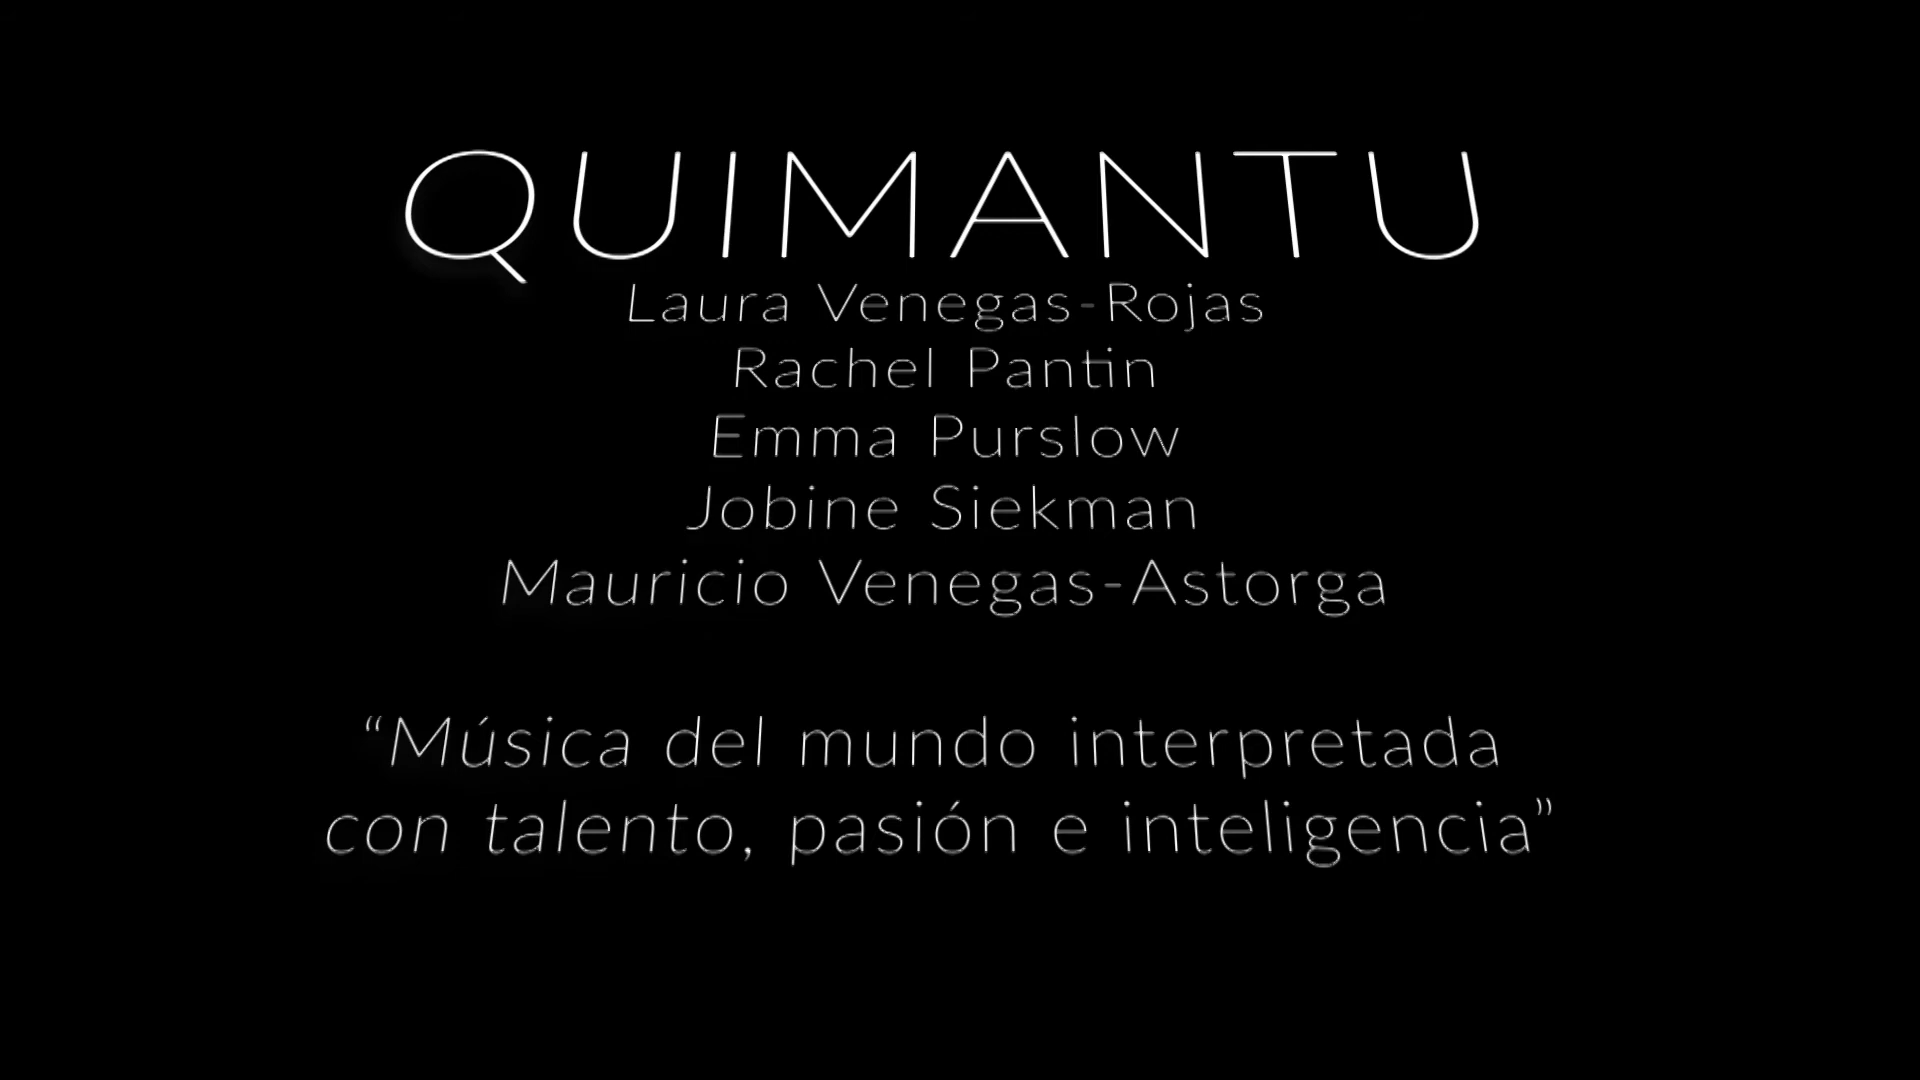 QUIMANTU
Laura Venegas-Rojas
Rachel Pantin
Emma Purslow
Jobine Siekman
Mauricio Venegas-Astorga
“Música del mundo interpretada
con talento, pasión e inteligencia”